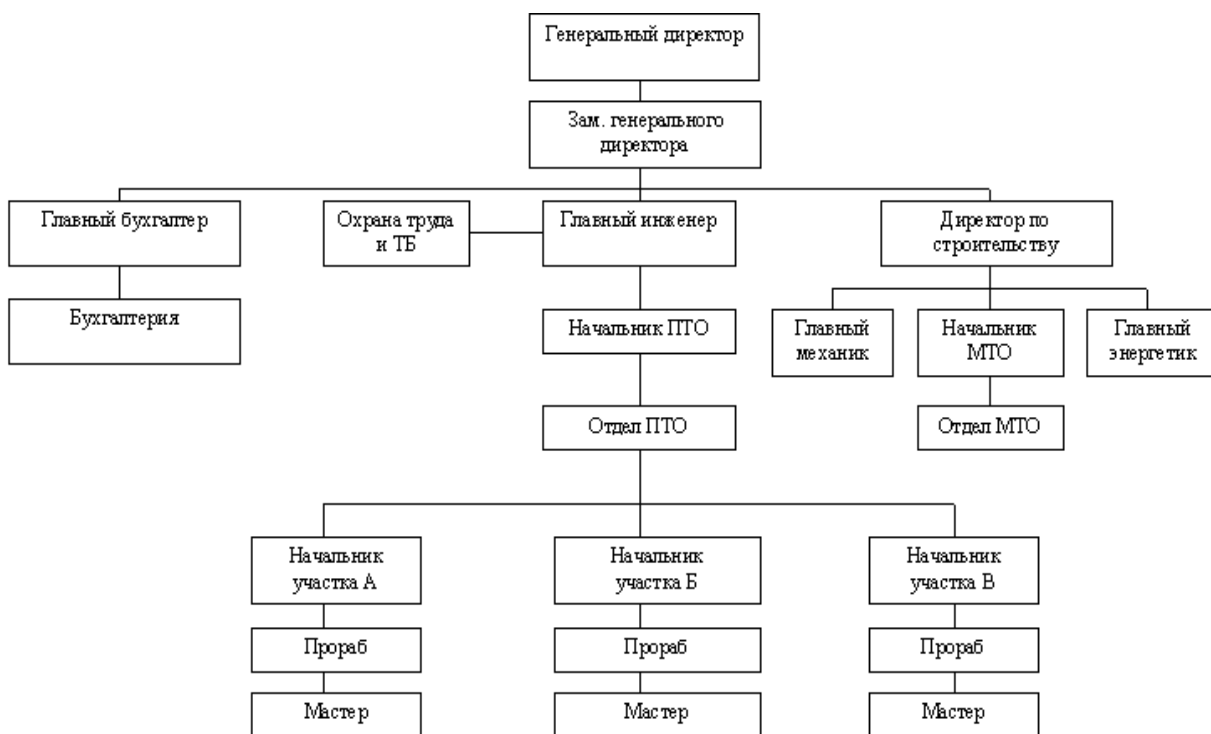 Генеральный директор
Зам. генерального
директора
Главный бухгалтер
Охрана труда
и ТБ
Главный инженер
Директор по
строительству
Бухгалтерия
Начальник ПТО
Главный
механик
Начальник
МТО
Главный
энергетик
Отдел ПТО
Отдел МТО
Начальник
участка А
Начальник
участка Б
Начальник
участка В
Прораб
Прораб
Прораб
Мастер
Мастер
Мастер